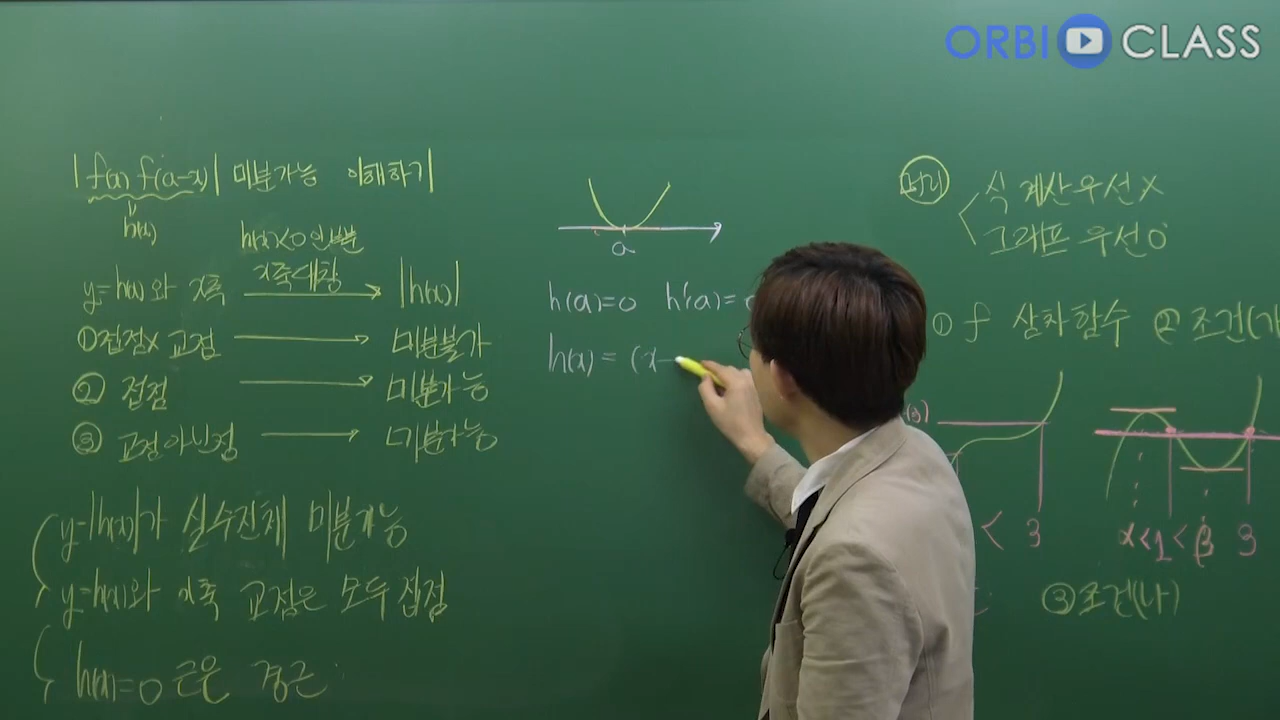 ORBI CLASS
|f(x) f(a-x)| 미분가능 이해하기
h(x)
h(x)<0인 부분
x축대칭
y=h(x)와 x축 → |h(x)|
① 접점x 교점 → 미분불가
② 접점 → 미분가능
③ 교점아닌점 → 미분가능
y=|h(x)|가 실수전체 미분가능
y=h(x)와 x축 교점은 모두 접점
h(x)=0 근은 중근
a
h(a)=0 h'(a)=
h(x) = (x-
식 계산우선 X
그래프 우선 O
① f 삼차함수 ② 조건(가
< 3
α<1<β 3
③ 조건(나)